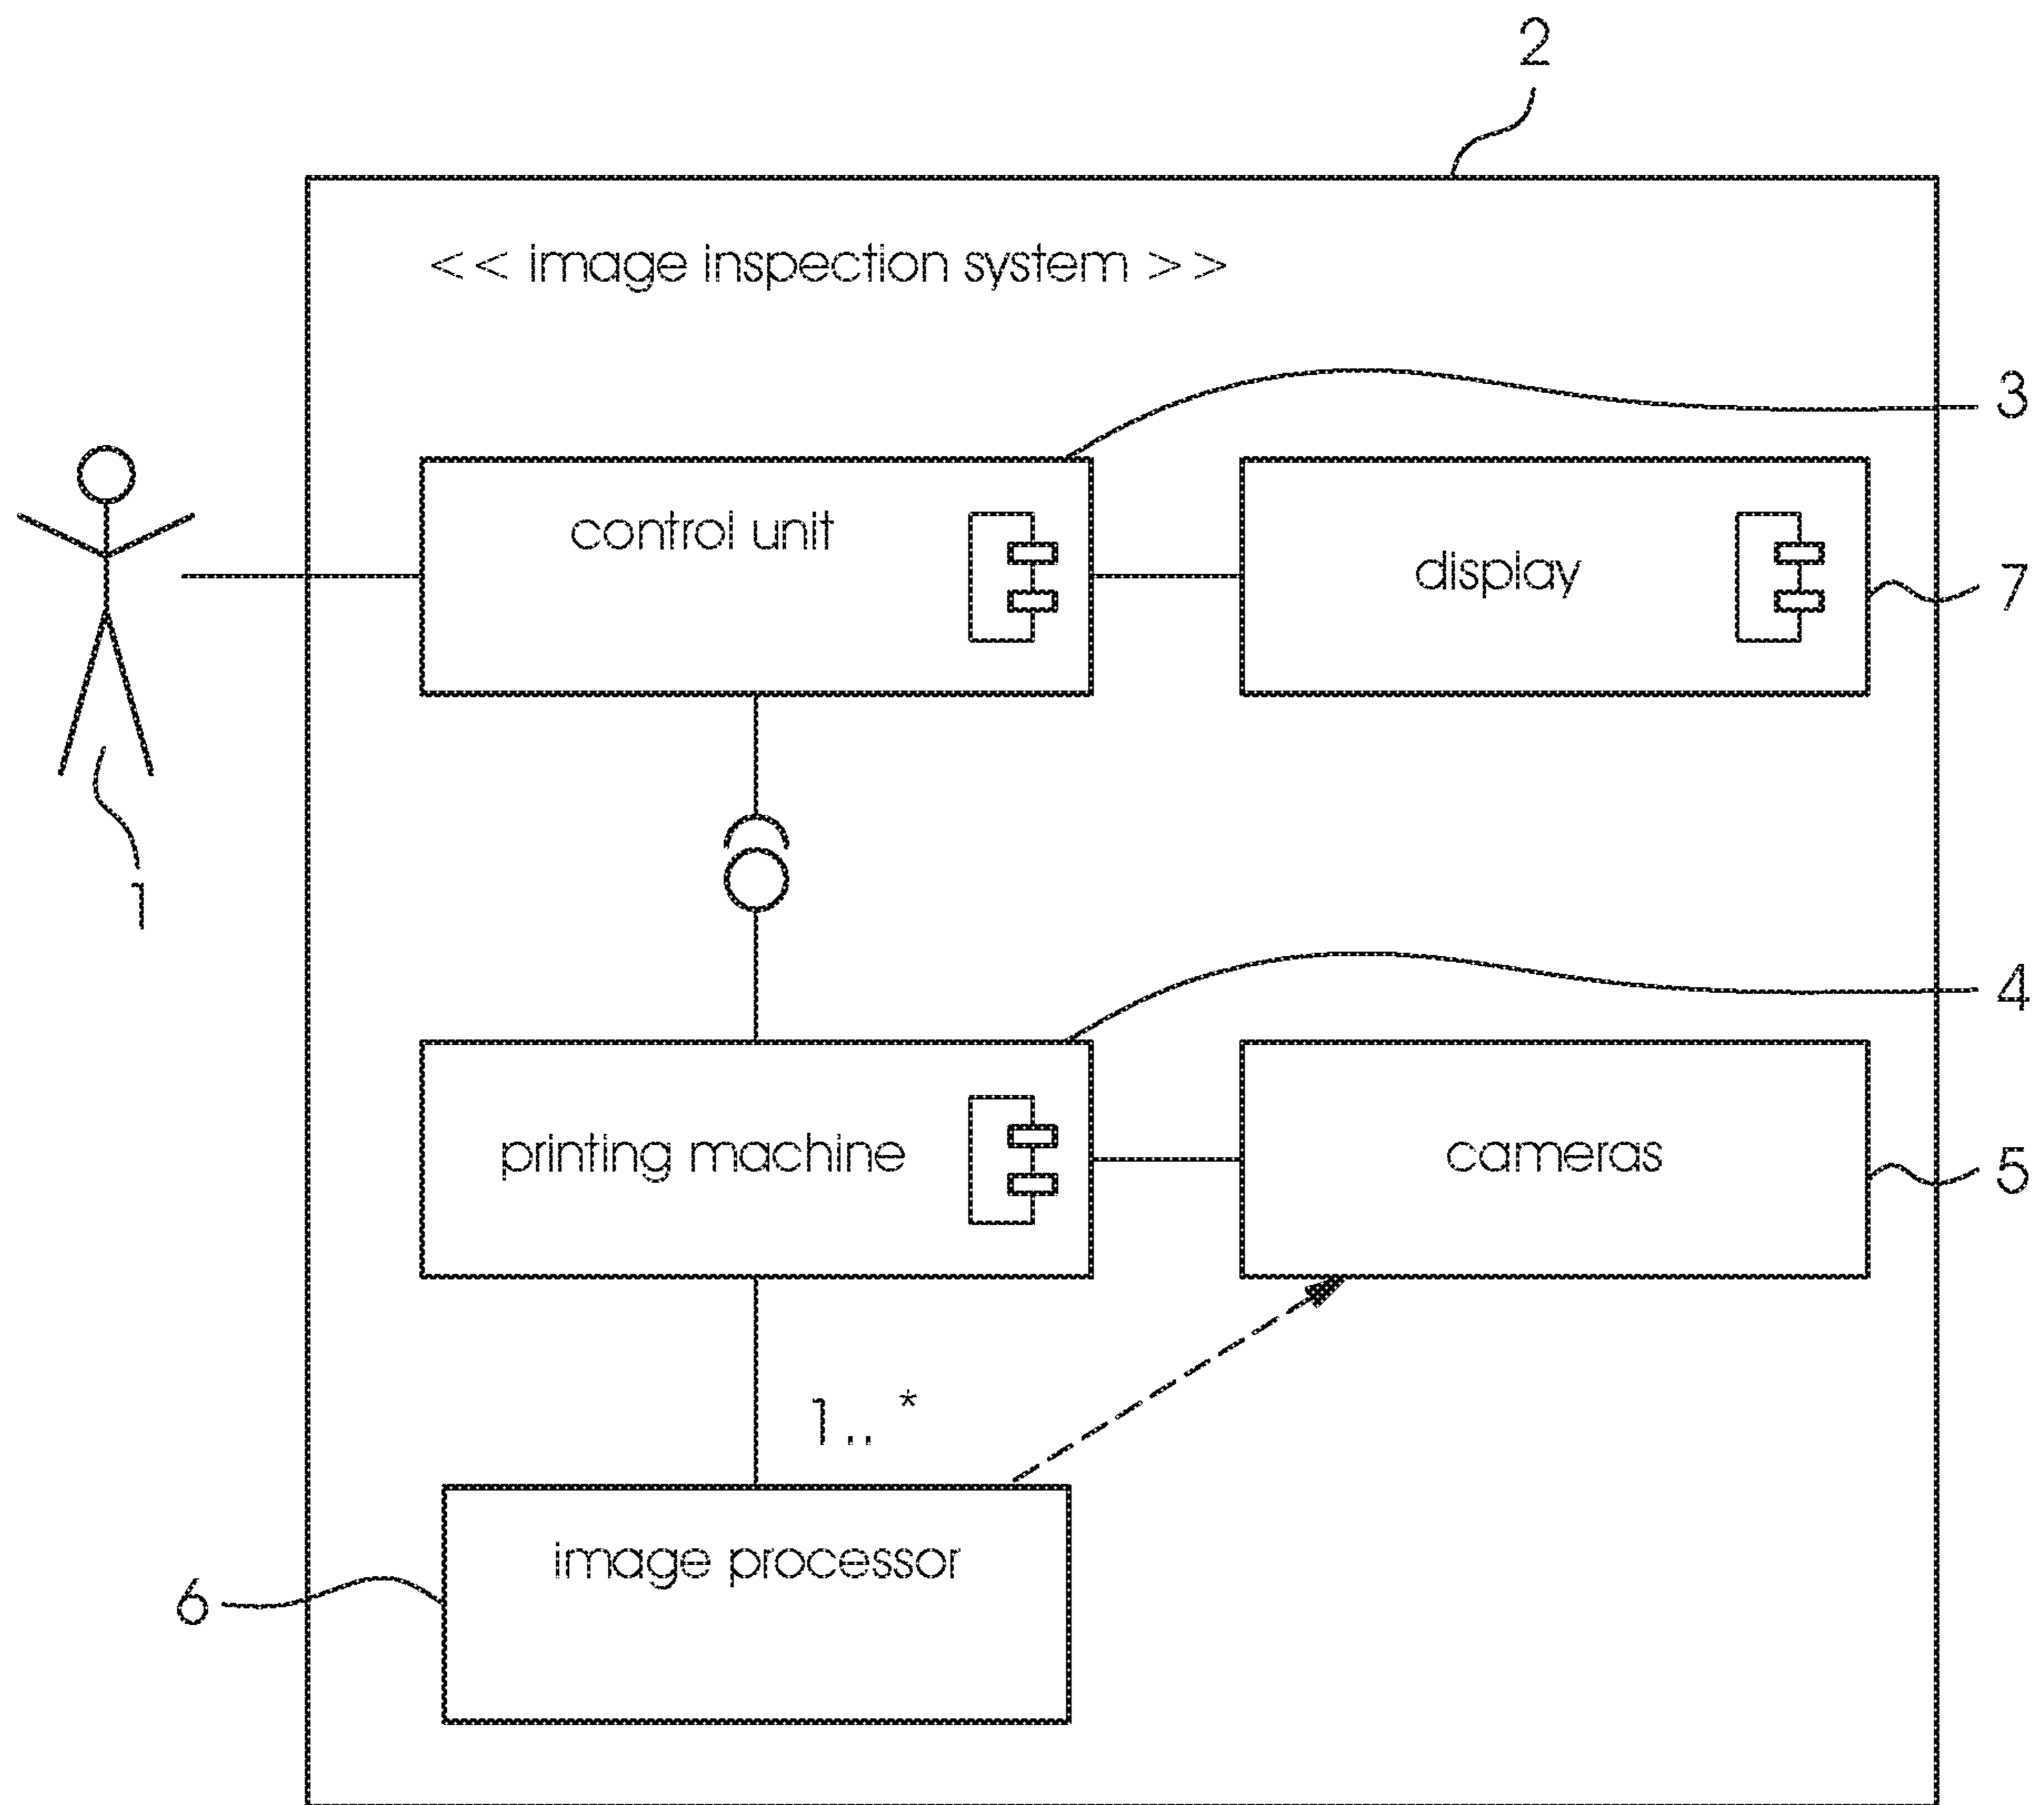 2
<< image inspection system >>
3
control unit
display
7
1
4
printing machine
cameras
5
1.. *
image processor
6